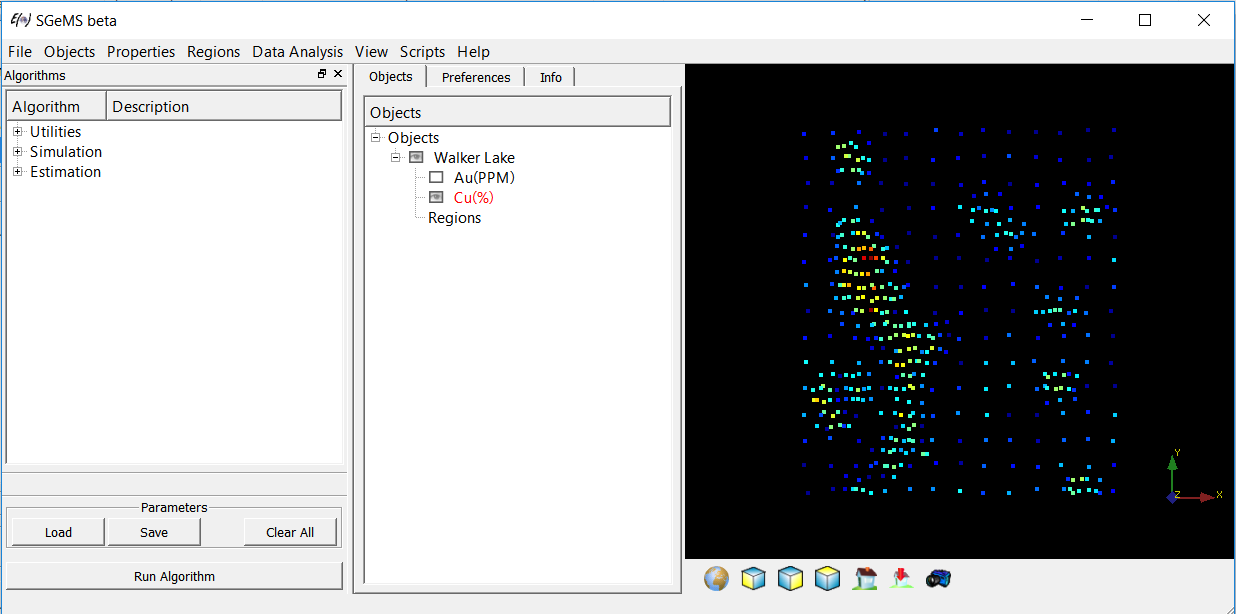 E(x) SGeMS beta
File Objects Properties Regions Data Analysis View Scripts Help
Algorithms
Algorithm Description
Utilities
Simulation
Estimation
Parameters
Load Save Clear All
Run Algorithm
Objects Preferences Info
Objects
Objects
Walker Lake
Au(PPM)
Cu(%)
Regions
Y
Z X